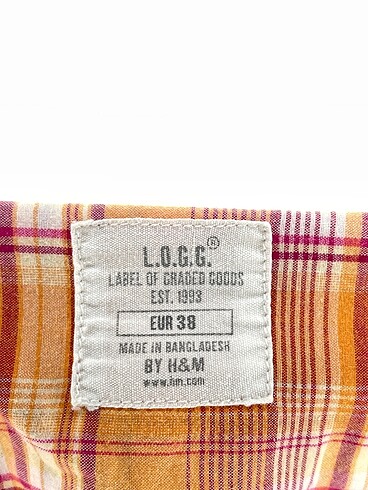 L.O.G.G.®
LABEL OF GRADED GOODS
EST. 1993
EUR 38
MADE IN BANGLADESH
BY H&M
www.hm.com